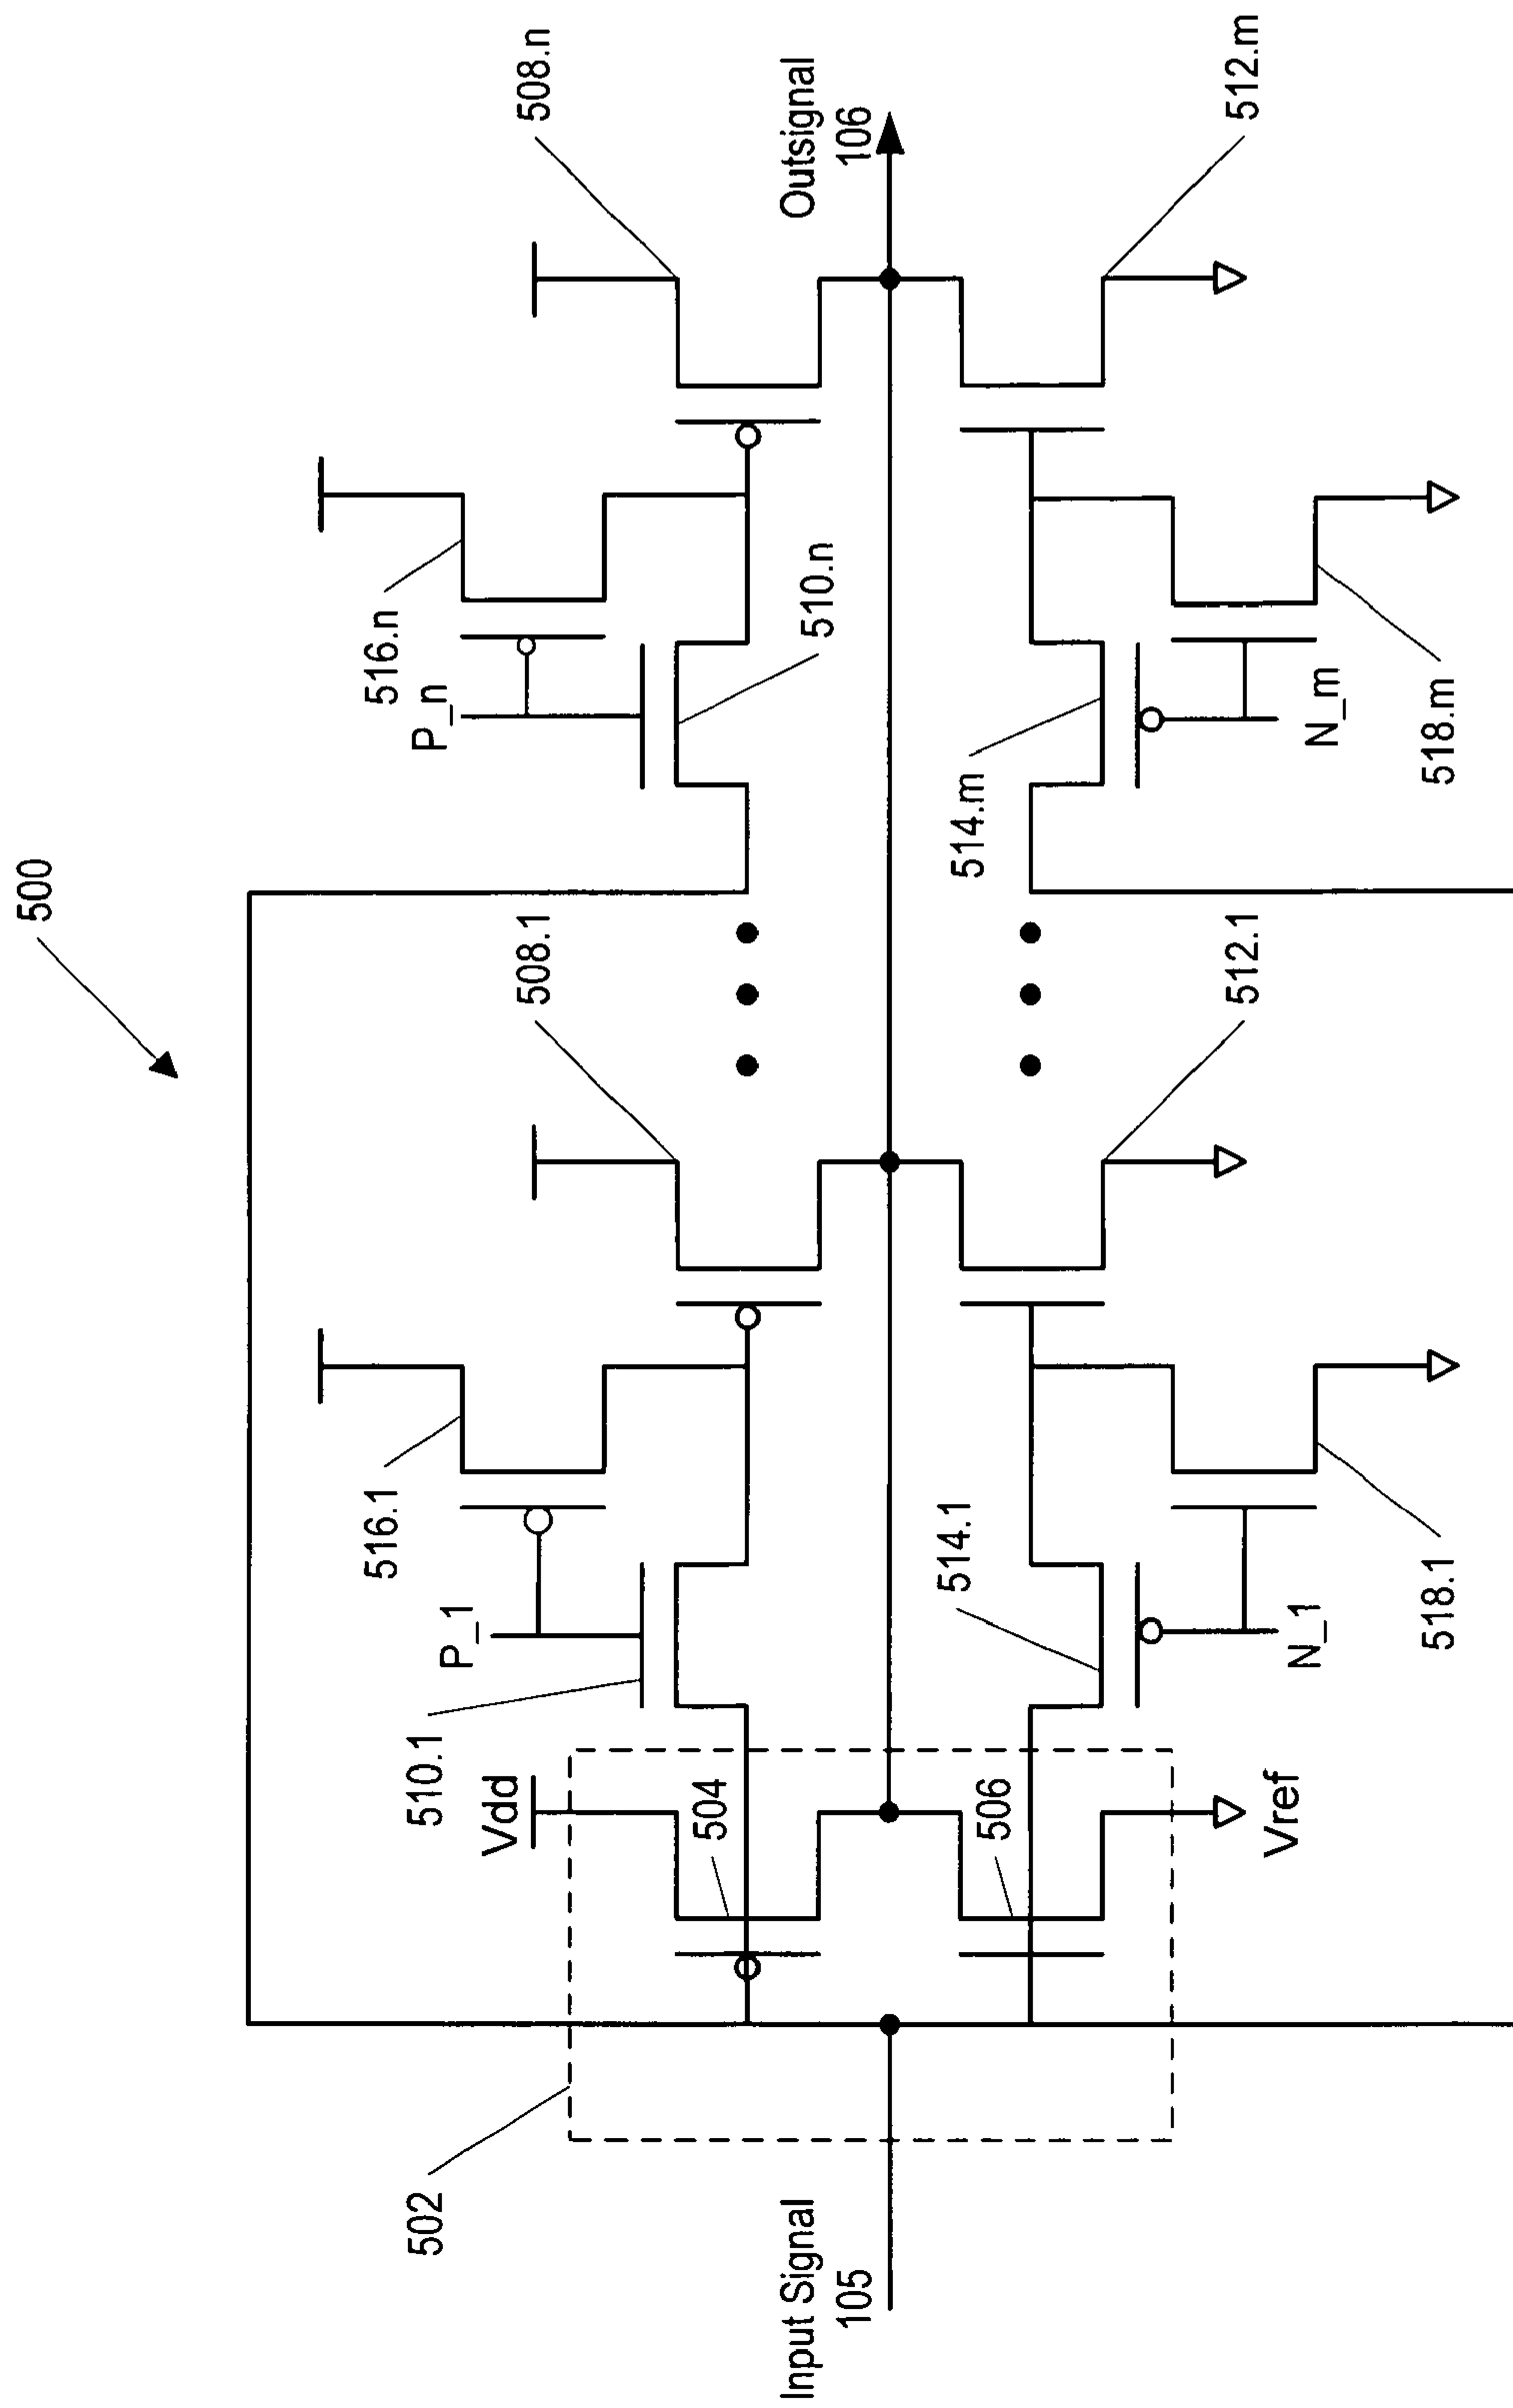 500
508.n
516.n
P_n
Outsignal
106
510.n
512.m
514.m
N_m
518.m
508.1
516.1
P_1
510.1
512.1
514.1
N_1
518.1
Vdd
504
506
Vref
502
Input Signal
105